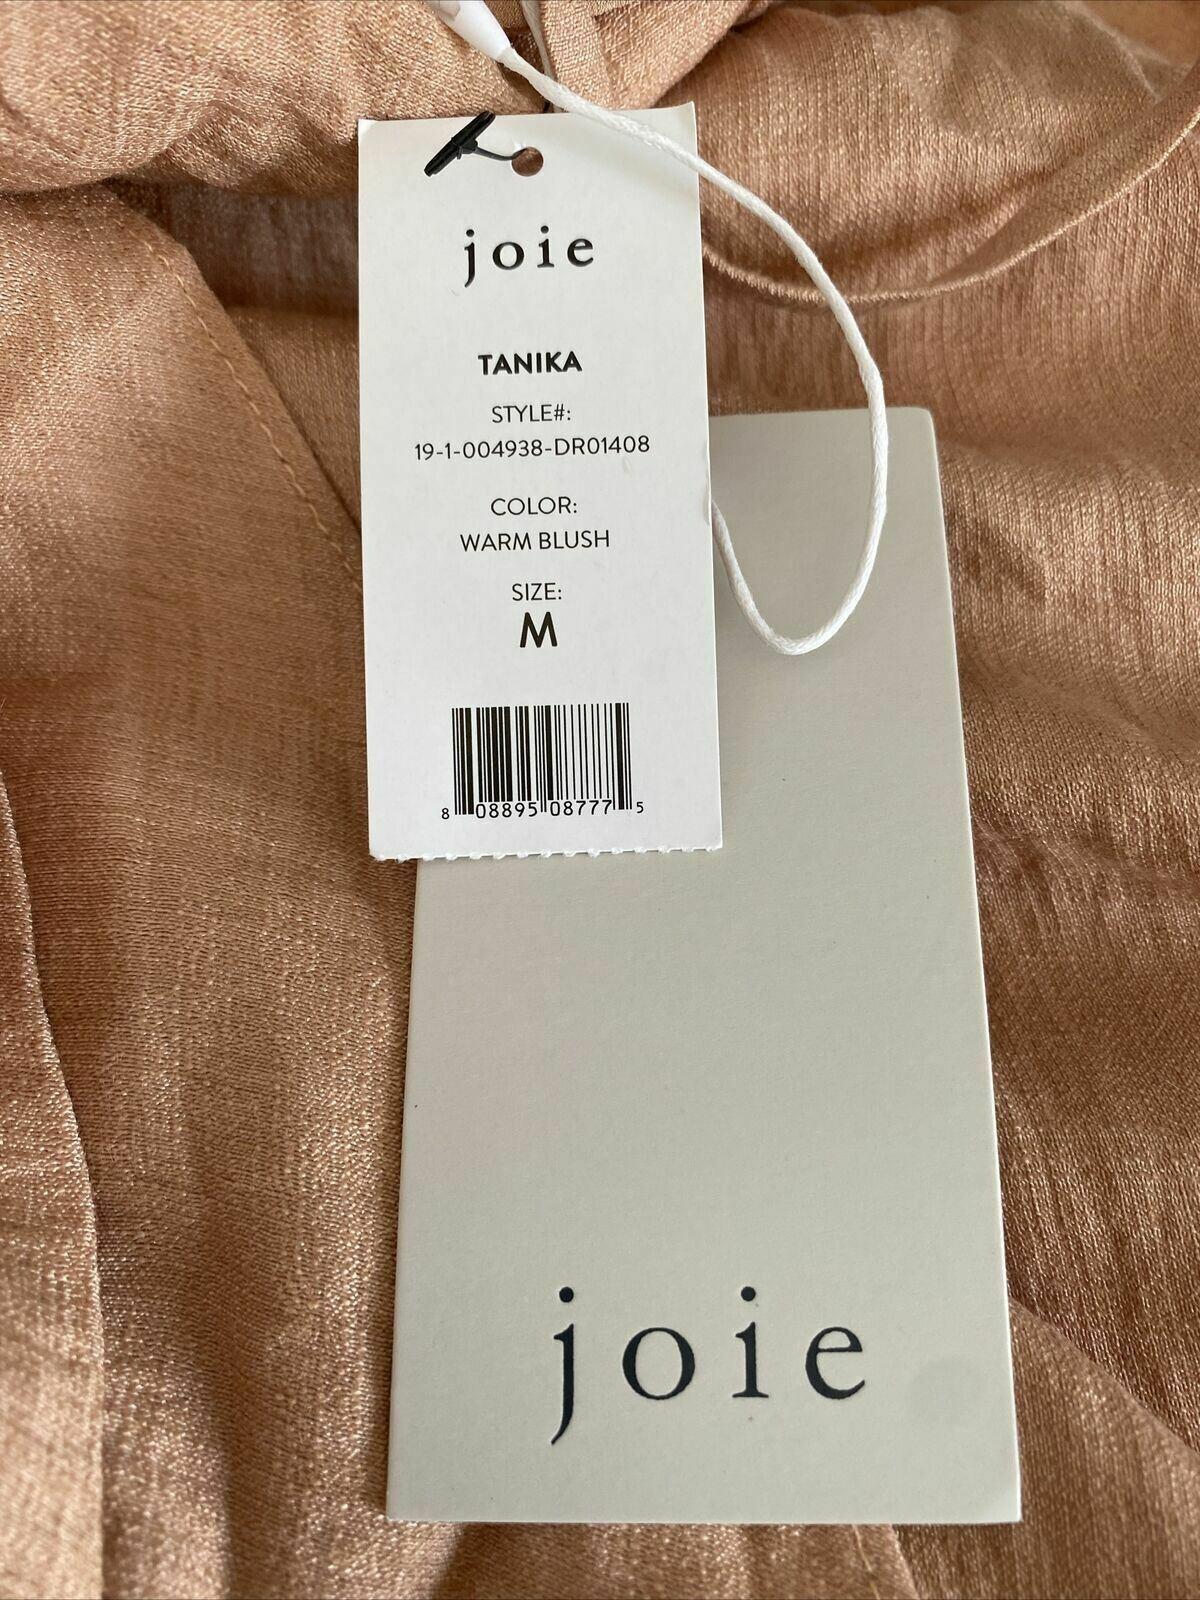 joie
TANIKA
STYLE#:
19-1-004938-DR01408
COLOR:
WARM BLUSH
SIZE:
M
8 08895 08777 5
joie